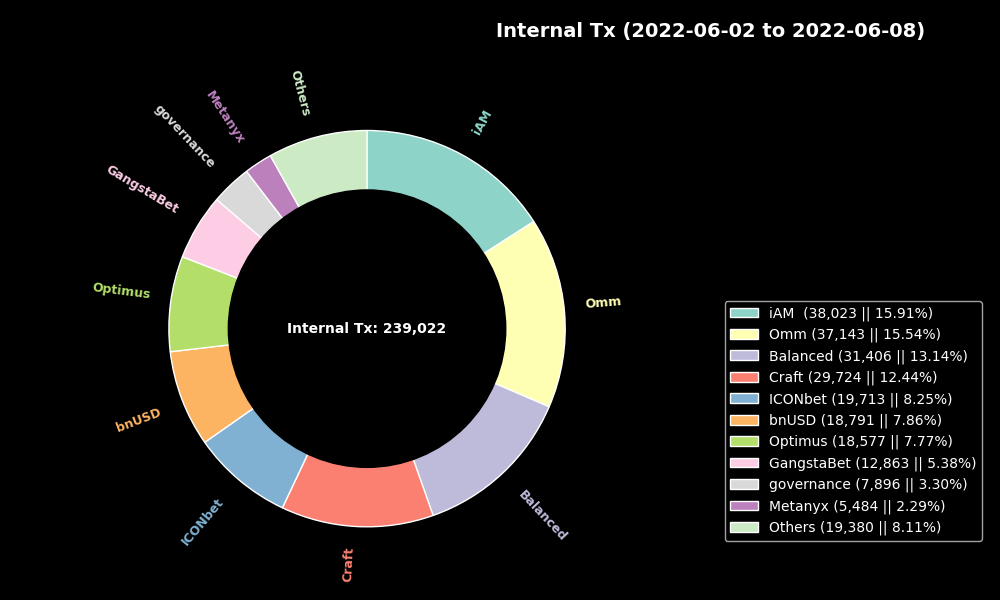 Internal Tx (2022-06-02 to 2022-06-08)
Others
iAM
Metanyx
governance
GangstaBet
Optimus
Omm
Internal Tx: 239,022
bnUSD
ICONbet
Craft
Balanced
iAM  (38,023 || 15.91%)
Omm (37,143 || 15.54%)
Balanced (31,406 || 13.14%)
Craft (29,724 || 12.44%)
ICONbet (19,713 || 8.25%)
bnUSD (18,791 || 7.86%)
Optimus (18,577 || 7.77%)
GangstaBet (12,863 || 5.38%)
governance (7,896 || 3.30%)
Metanyx (5,484 || 2.29%)
Others (19,380 || 8.11%)